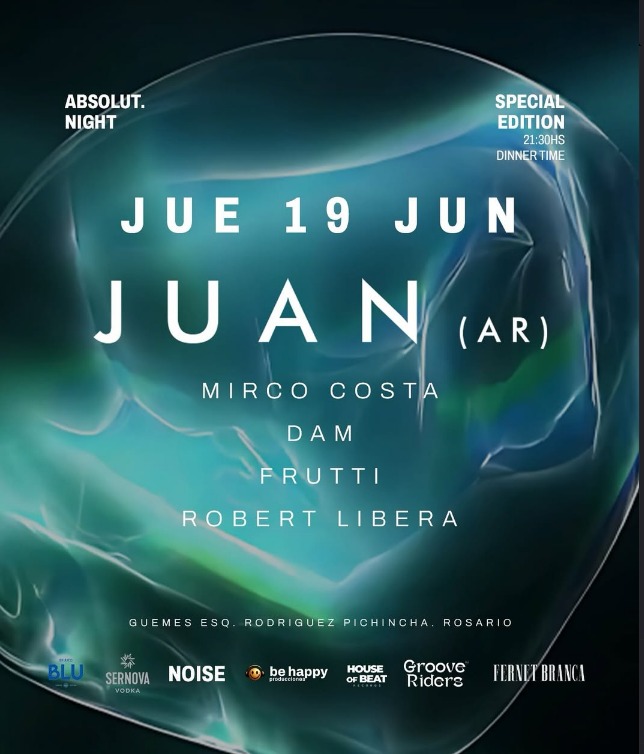 ABSOLUT.
NIGHT
SPECIAL
EDITION
21:30HS
DINNER TIME
JUE 19 JUN
JUAN (AR)
MIRCO COSTA
DAM
FRUTTI
ROBERT LIBERA
GUEMES ESQ. RODRIGUEZ PICHINCHA. ROSARIO
BLU
SERNOVA
VODKA
NOISE
be happy
producciones
HOUSE
OF BEAT
RECORDS
Groove
Riders
FERNET BRANCA